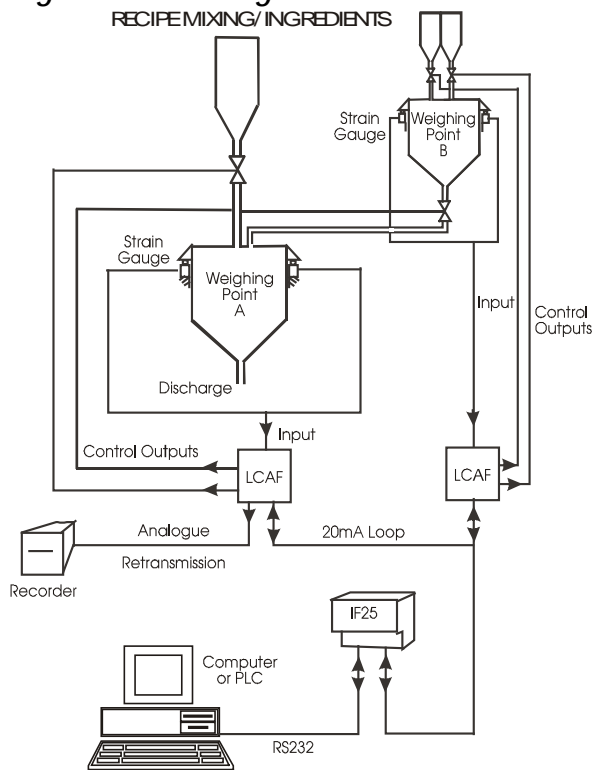 RECIPE MIXING/ INGREDIENTS
Strain
Gauge
Weighing
Point
B
Strain
Gauge
Weighing
Point
A
Input
Control
Outputs
Discharge
Input
Control Outputs
LCAF
LCAF
Analogue
20mA Loop
Retransmission
Recorder
IF25
Computer
or PLC
RS232